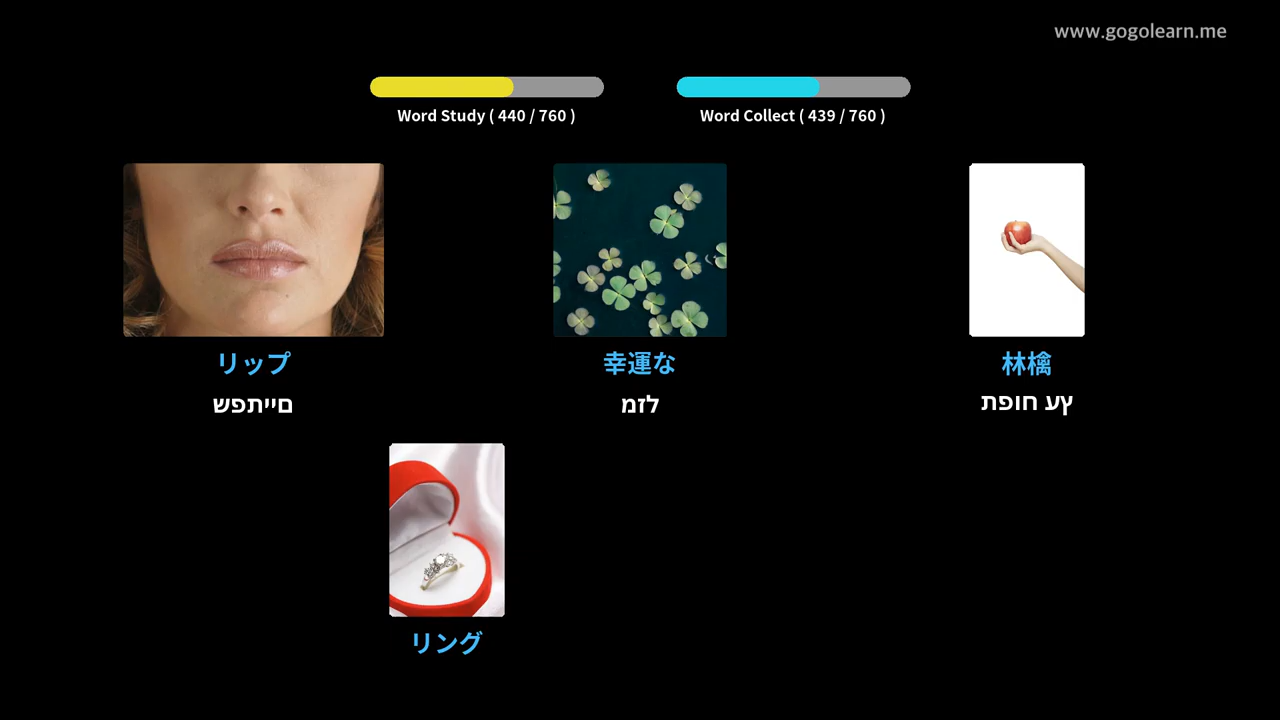 www.gogolearn.me
Word Study ( 440 / 760 )
Word Collect ( 439 / 760 )
リップ
幸運な
林檎
שפתיים
מזל
תפוח עץ
リング